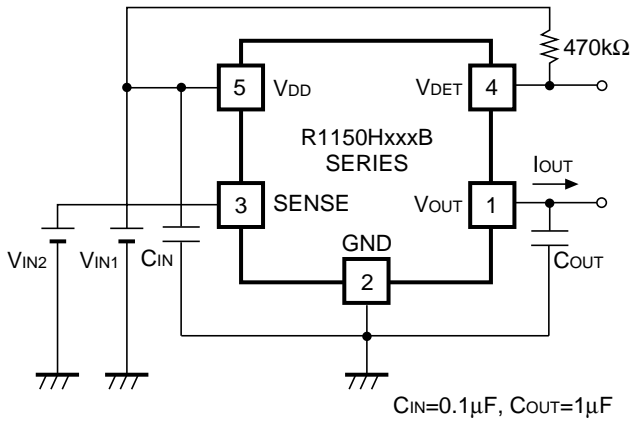 470kΩ
5 VDD
VDET 4
R1150HxxxB
SERIES
IOUT
3 SENSE
VOUT 1
GND
2
VIN2
VIN1
CIN
COUT
CIN=0.1μF, COUT=1μF